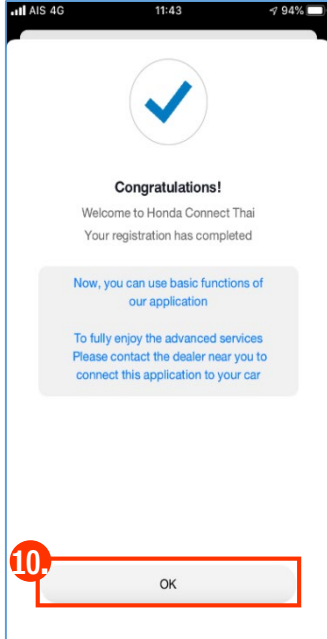 AIS 4G 11:43 94%
Congratulations!
Welcome to Honda Connect Thai
Your registration has completed
Now, you can use basic functions of
our application
To fully enjoy the advanced services
Please contact the dealer near you to
connect this application to your car
10.
OK